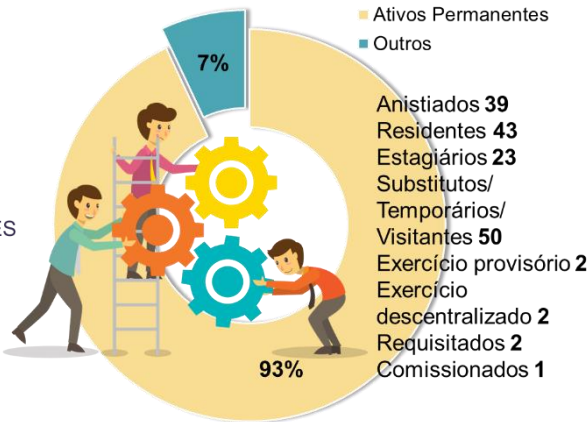 Ativos Permanentes
Outros
7%
Anistiados 39
Residentes 43
Estagiários 23
Substitutos/
Temporários/
Visitantes 50
Exercício provisório 2
Exercício
descentralizado 2
Requisitados 2
Comissionados 1
ES
93%